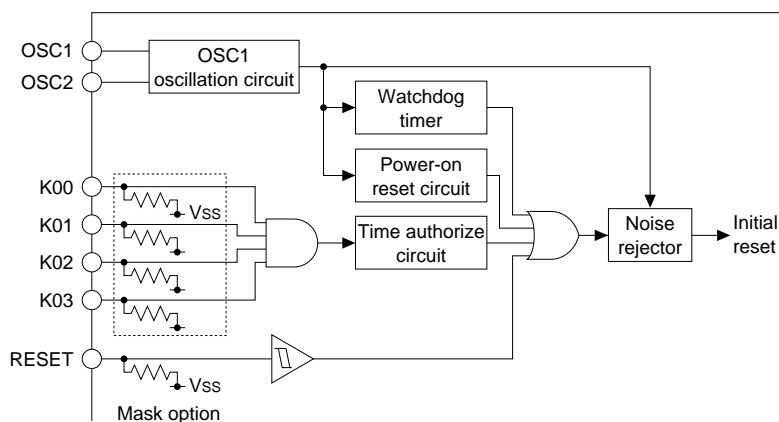 OSC1
OSC2
OSC1
oscillation circuit
Watchdog
timer
Power-on
reset circuit
K00
K01
K02
K03
VSS
Time authorize
circuit
Noise
rejector
Initial
reset
RESET
VSS
Mask option